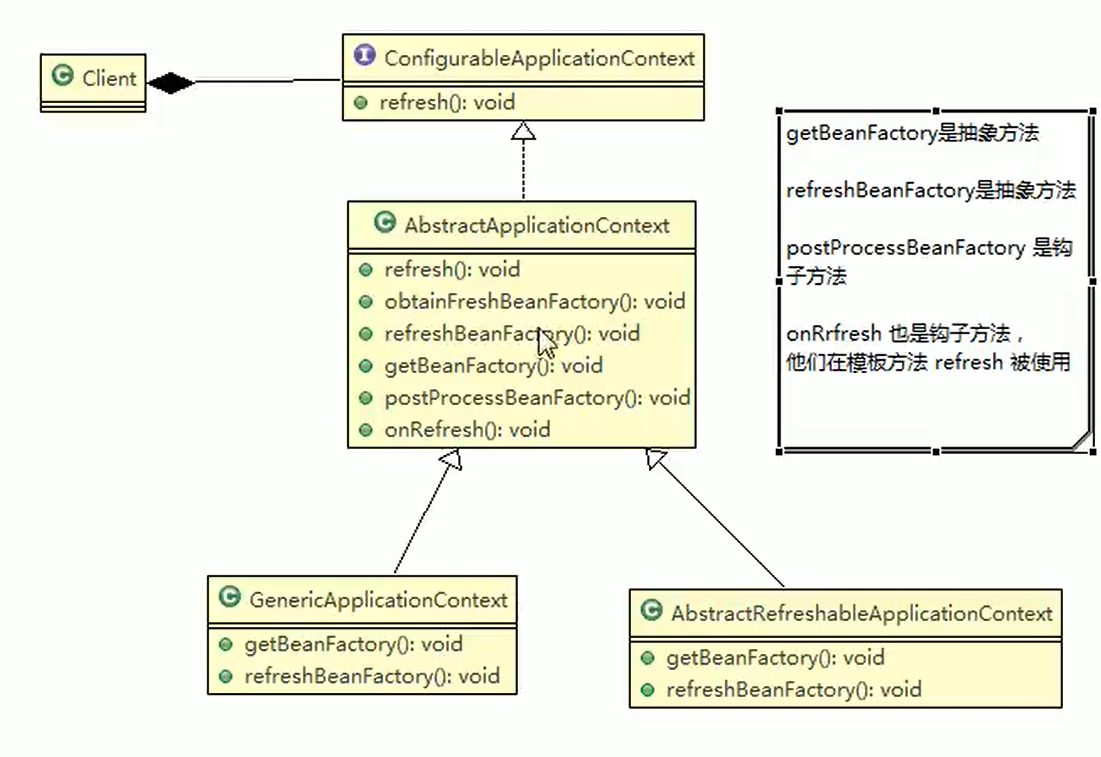 Client
ConfigurableApplicationContext
refresh(): void
AbstractApplicationContext
refresh(): void
obtainFreshBeanFactory(): void
refreshBeanFactory(): void
getBeanFactory(): void
postProcessBeanFactory(): void
onRefresh(): void
getBeanFactory是抽象方法
refreshBeanFactory是抽象方法
postProcessBeanFactory 是钩
子方法
onRrfresh 也是钩子方法，
他们在模板方法 refresh 被使用
GenericApplicationContext
getBeanFactory(): void
refreshBeanFactory(): void
AbstractRefreshableApplicationContext
getBeanFactory(): void
refreshBeanFactory(): void